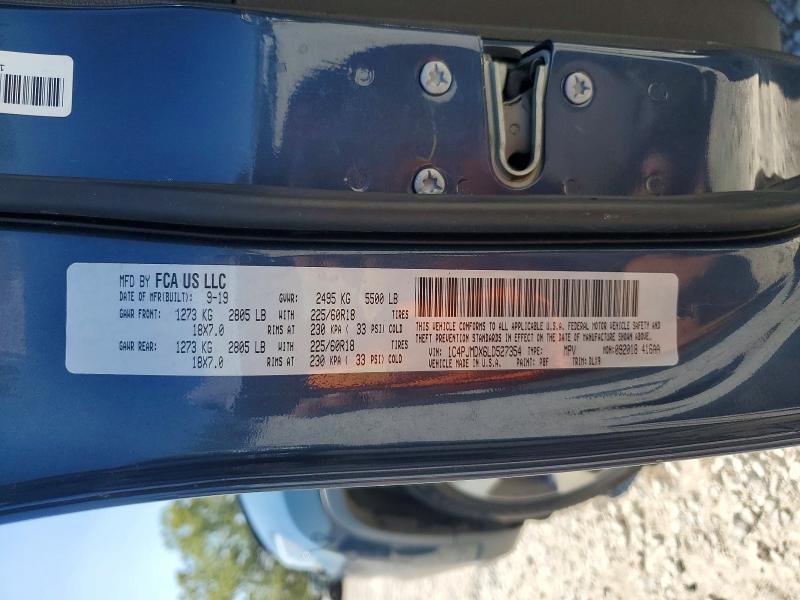 MFD BY FCA US LLC
DATE OF MFR(BUILT): 9-19 GVWR: 2495 KG 5500 LB
GAWR FRONT: 1273 KG 2805 LB WITH 225/60R18 TIRES
18X7.0 RIMS AT 230 KPA ( 33 PSI) COLD
GAWR REAR: 1273 KG 2805 LB WITH 225/60R18 TIRES
18X7.0 RIMS AT 230 KPA ( 33 PSI) COLD
THIS VEHICLE CONFORMS TO ALL APPLICABLE U.S.A. FEDERAL MOTOR VEHICLE SAFETY AND
THEFT PREVENTION STANDARDS IN EFFECT ON THE DATE OF MANUFACTURE SHOWN ABOVE.
VIN: 1C4PJMDX6LD527354 TYPE: MPV MDH:092018 416AA
VEHICLE MADE IN U.S.A. PAINT: PBF TRIM: DLX9